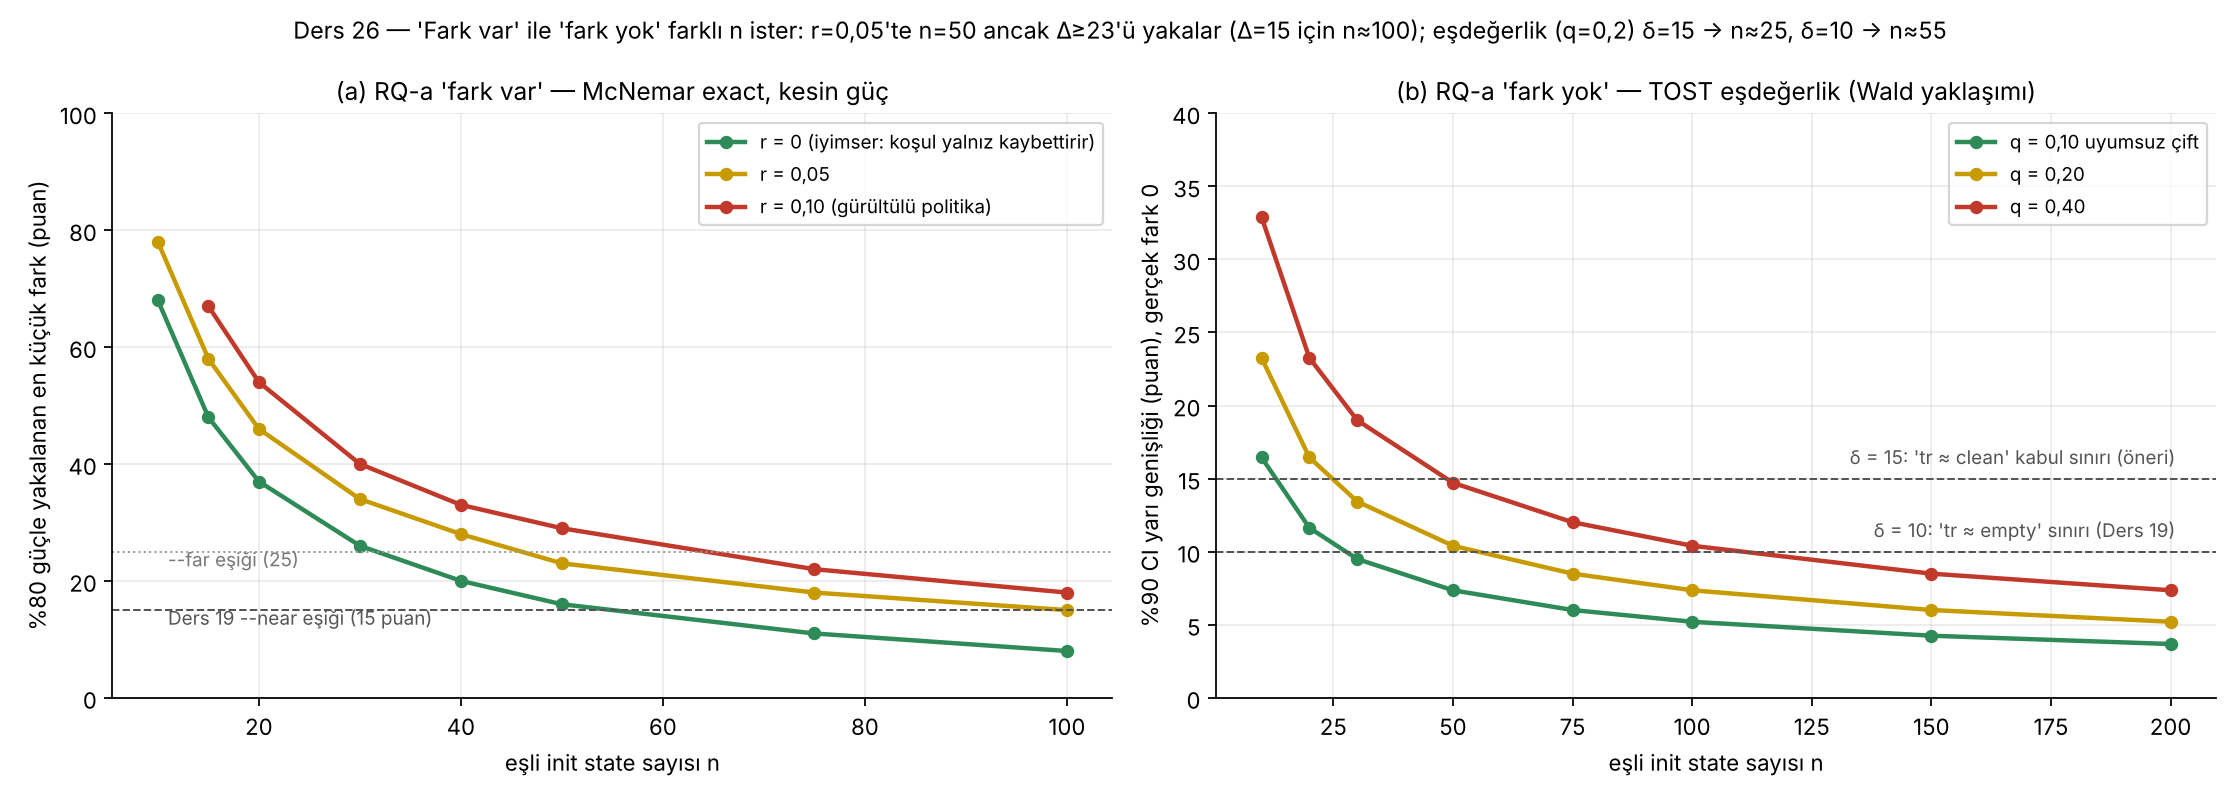 Ders 26 — 'Fark var' ile 'fark yok' farklı n ister: r=0,05'te n=50 ancak Δ≥23'ü yakalar (Δ=15 için n≈100); eşdeğerlik (q=0,2) δ=15 → n≈25, δ=10 → n≈55
(a) RQ-a 'fark var' — McNemar exact, kesin güç
%80 güçle yakalanan en küçük fark (puan)
100
80
60
40
20
0
r = 0 (iyimser: koşul yalnız kaybettirir)
r = 0,05
r = 0,10 (gürültülü politika)
--far eşiği (25)
Ders 19 --near eşiği (15 puan)
20
40
60
80
100
eşli init state sayısı n
(b) RQ-a 'fark yok' — TOST eşdeğerlik (Wald yaklaşımı)
%90 CI yarı genişliği (puan), gerçek fark 0
40
35
30
25
20
15
10
5
0
q = 0,10 uyumsuz çift
q = 0,20
q = 0,40
δ = 15: 'tr ≈ clean' kabul sınırı (öneri)
δ = 10: 'tr ≈ empty' sınırı (Ders 19)
25
50
75
100
125
150
175
200
eşli init state sayısı n